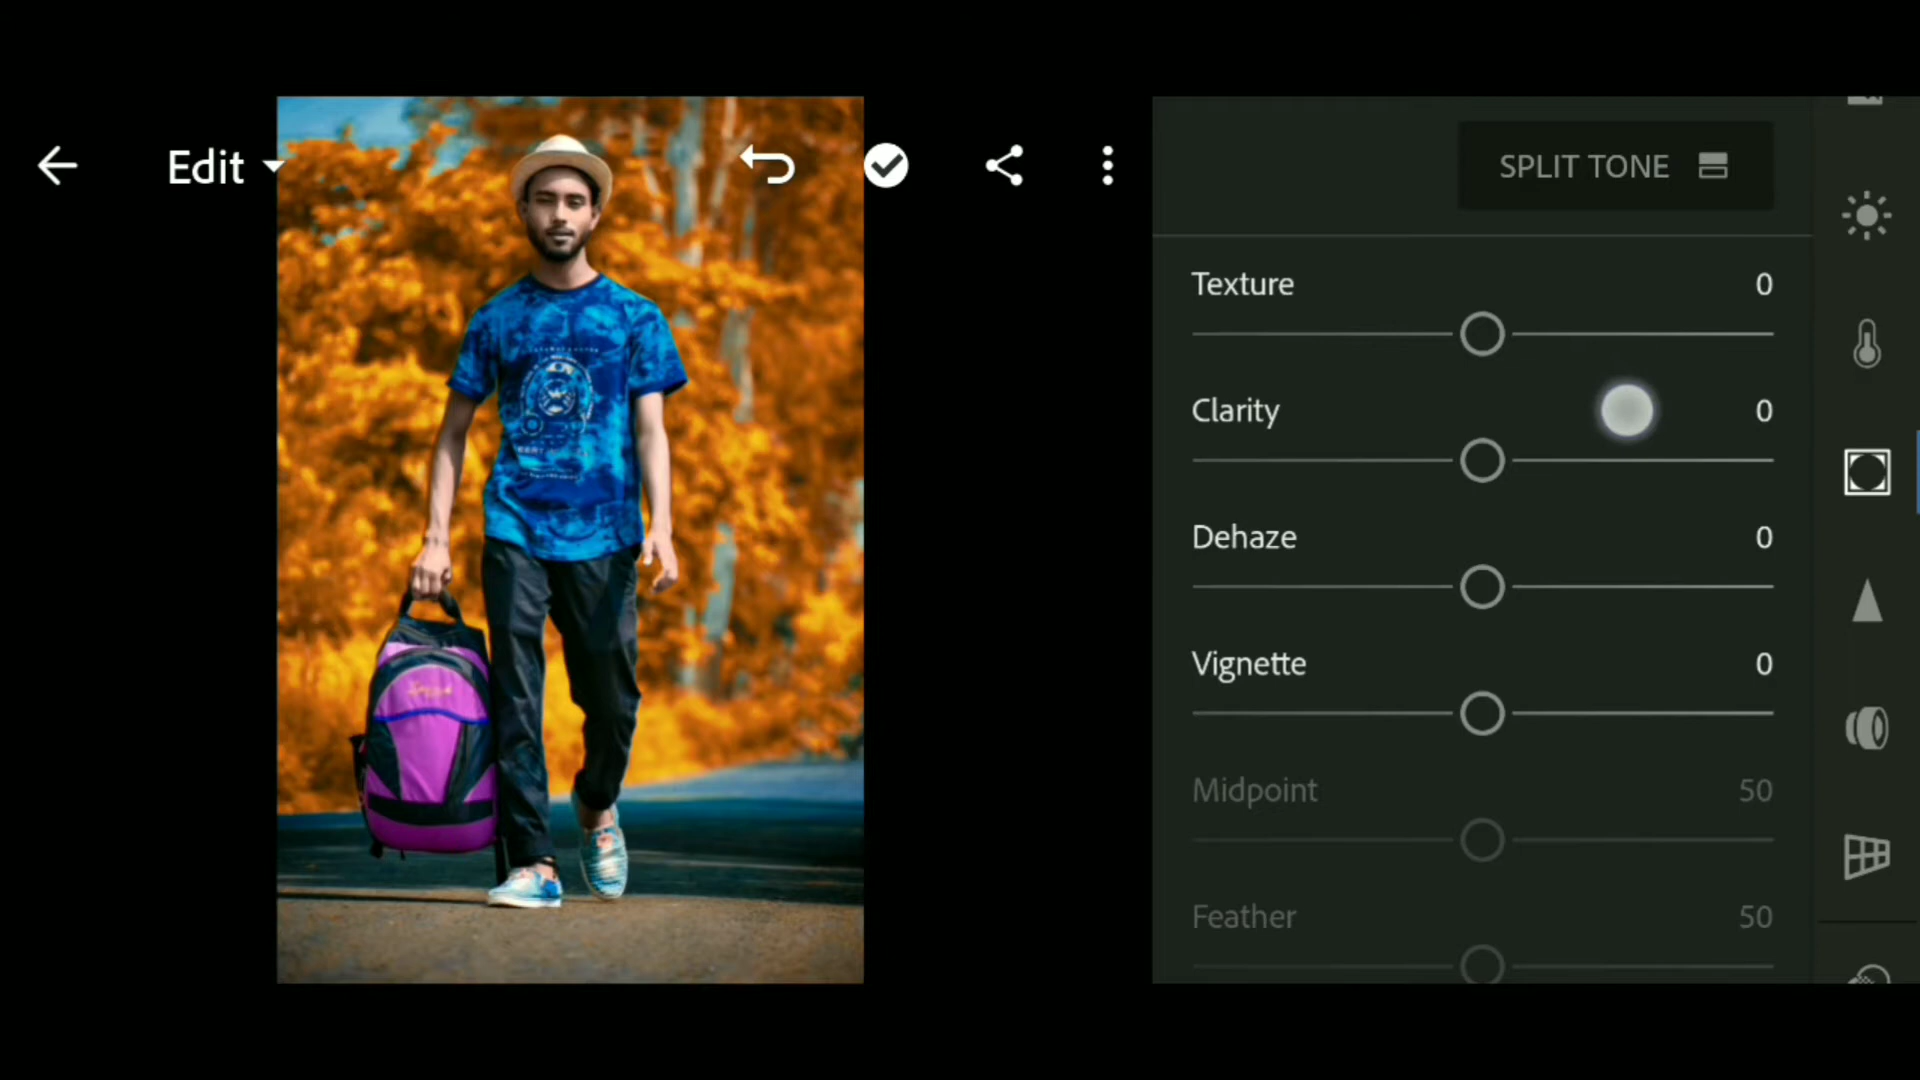 Edit
SPLIT TONE
Texture 0
Clarity 0
Dehaze 0
Vignette 0
Midpoint 50
Feather 50